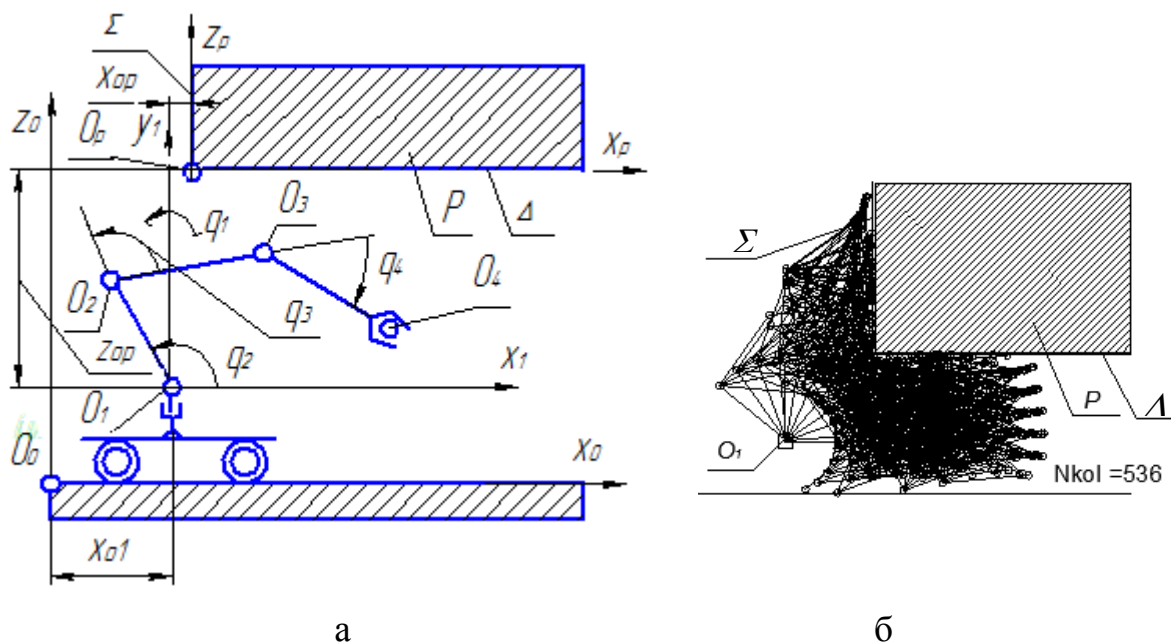 Σ
Zp
Xop
Z0
Op
y1
Xp
O3
P
Δ
q1
q4
O4
O2
q3
Zop
q2
X1
O1
O0
X0
X01
Σ
P
Λ
O1
Nkol =536
а
б